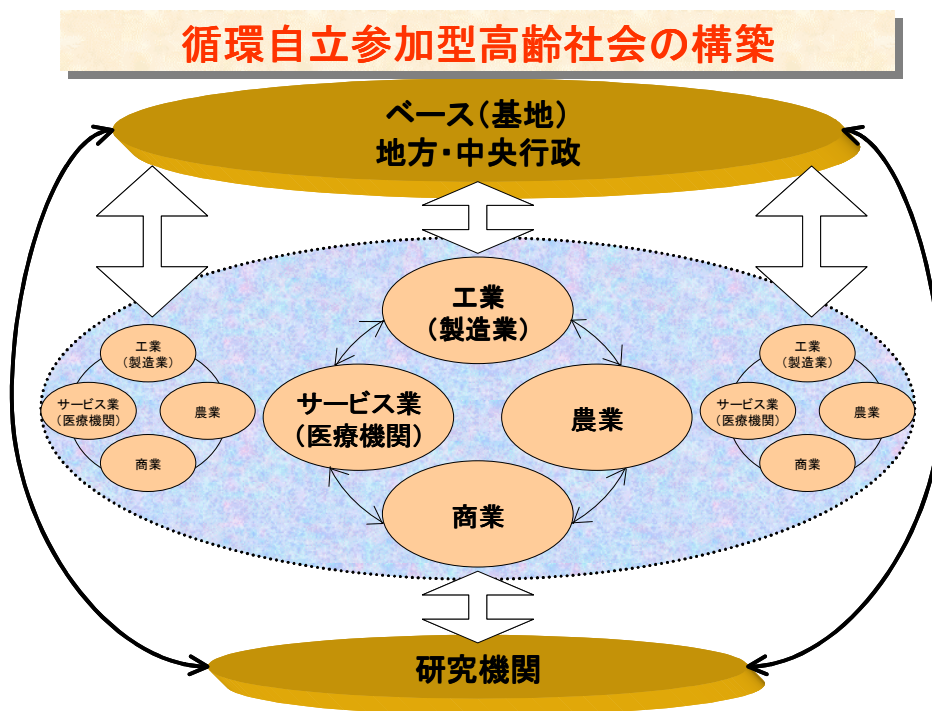 循環自立参加型高齢社会の構築
ベース(基地)
地方・中央行政
工業
(製造業)
サービス業
(医療機関)
農業
商業
工業
(製造業)
サービス業
(医療機関)
農業
商業
工業
(製造業)
サービス業
(医療機関)
農業
商業
研究機関